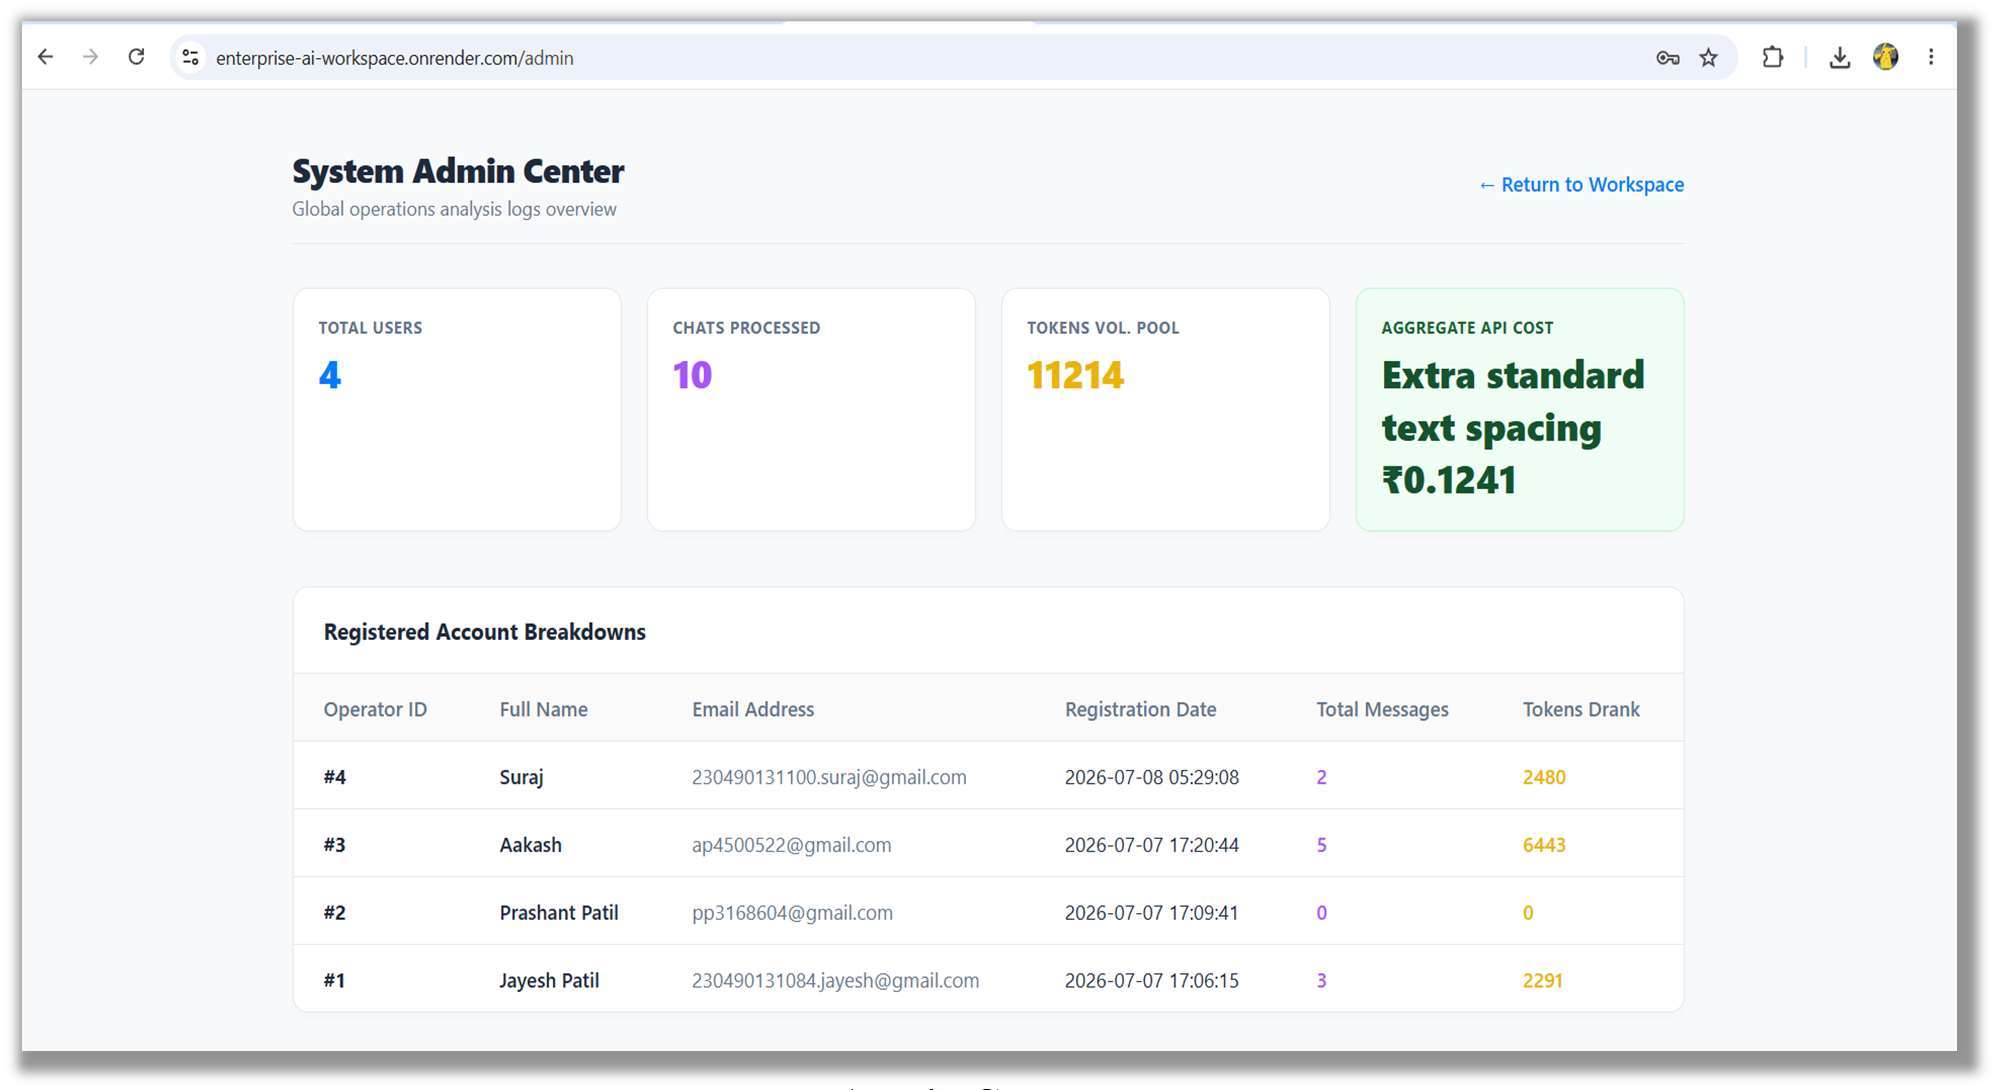 enterprise-ai-workspace.onrender.com/admin
System Admin Center
Global operations analysis logs overview
← Return to Workspace
TOTAL USERS
4
CHATS PROCESSED
10
TOKENS VOL. POOL
11214
AGGREGATE API COST
Extra standard
text spacing
₹0.1241
Registered Account Breakdowns
Operator ID Full Name Email Address Registration Date Total Messages Tokens Drank
#4 Suraj 230490131100.suraj@gmail.com 2026-07-08 05:29:08 2 2480
#3 Aakash ap4500522@gmail.com 2026-07-07 17:20:44 5 6443
#2 Prashant Patil pp3168604@gmail.com 2026-07-07 17:09:41 0 0
#1 Jayesh Patil 230490131084.jayesh@gmail.com 2026-07-07 17:06:15 3 2291